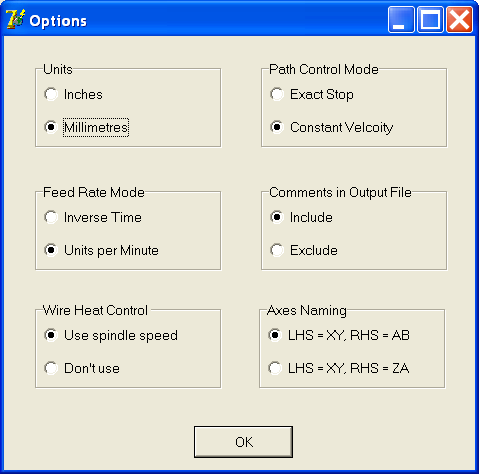 Options
Units
Inches
Millimetres
Path Control Mode
Exact Stop
Constant Velcoity
Feed Rate Mode
Inverse Time
Units per Minute
Comments in Output File
Include
Exclude
Wire Heat Control
Use spindle speed
Don't use
Axes Naming
LHS = XY, RHS = AB
LHS = XY, RHS = ZA
OK